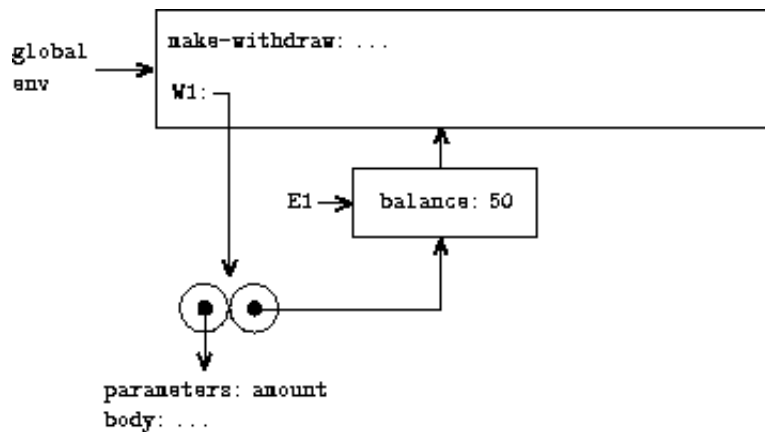 make-withdraw: ...
global
env
W1:
E1
balance: 50
parameters: amount
body: ...